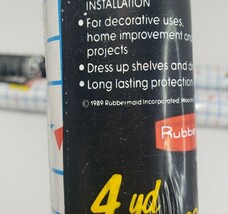 INSTALLATION
• For decorative uses,
home improvement and
projects
• Dress up shelves and
• Long lasting protection
© 1989 Rubbermaid Incorporated
Rubbe
4 yd